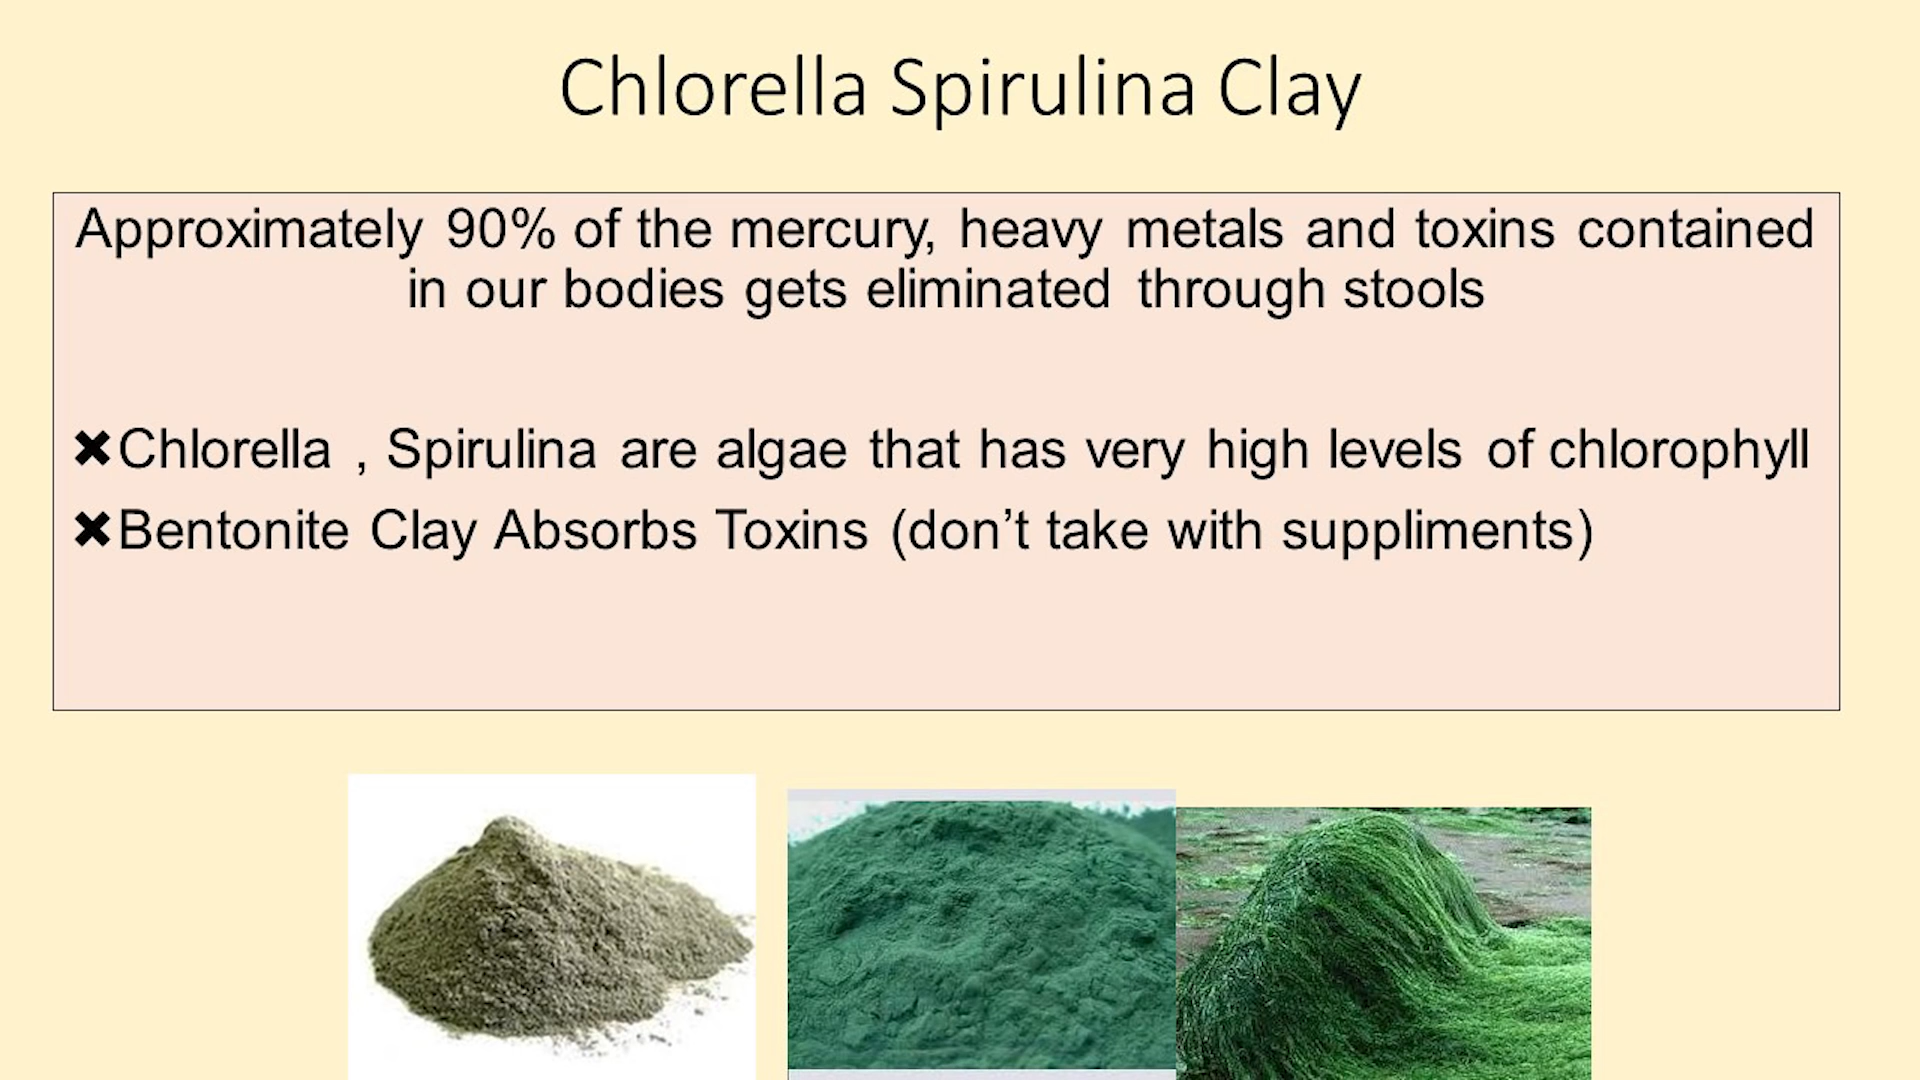 Chlorella Spirulina Clay
Approximately 90% of the mercury, heavy metals and toxins contained
in our bodies gets eliminated through stools
✖Chlorella , Spirulina are algae that has very high levels of chlorophyll
✖Bentonite Clay Absorbs Toxins (don’t take with suppliments)